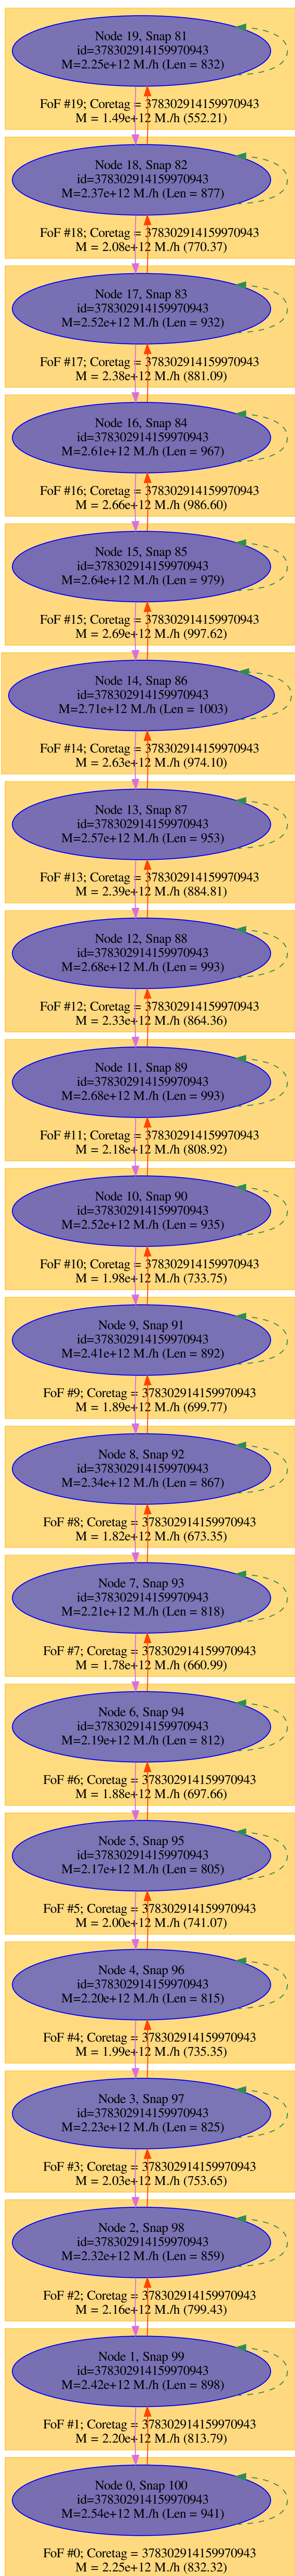 Node 19, Snap 81
id=378302914159970943
M=2.25e+12 M./h (Len = 832)
FoF #19; Coretag = 378302914159970943
M = 1.49e+12 M./h (552.21)
Node 18, Snap 82
id=378302914159970943
M=2.37e+12 M./h (Len = 877)
FoF #18; Coretag = 378302914159970943
M = 2.08e+12 M./h (770.37)
Node 17, Snap 83
id=378302914159970943
M=2.52e+12 M./h (Len = 932)
FoF #17; Coretag = 378302914159970943
M = 2.38e+12 M./h (881.09)
Node 16, Snap 84
id=378302914159970943
M=2.61e+12 M./h (Len = 967)
FoF #16; Coretag = 378302914159970943
M = 2.66e+12 M./h (986.60)
Node 15, Snap 85
id=378302914159970943
M=2.64e+12 M./h (Len = 979)
FoF #15; Coretag = 378302914159970943
M = 2.69e+12 M./h (997.62)
Node 14, Snap 86
id=378302914159970943
M=2.71e+12 M./h (Len = 1003)
FoF #14; Coretag = 378302914159970943
M = 2.63e+12 M./h (974.10)
Node 13, Snap 87
id=378302914159970943
M=2.57e+12 M./h (Len = 953)
FoF #13; Coretag = 378302914159970943
M = 2.39e+12 M./h (884.81)
Node 12, Snap 88
id=378302914159970943
M=2.68e+12 M./h (Len = 993)
FoF #12; Coretag = 378302914159970943
M = 2.33e+12 M./h (864.36)
Node 11, Snap 89
id=378302914159970943
M=2.68e+12 M./h (Len = 993)
FoF #11; Coretag = 378302914159970943
M = 2.18e+12 M./h (808.92)
Node 10, Snap 90
id=378302914159970943
M=2.52e+12 M./h (Len = 935)
FoF #10; Coretag = 378302914159970943
M = 1.98e+12 M./h (733.75)
Node 9, Snap 91
id=378302914159970943
M=2.41e+12 M./h (Len = 892)
FoF #9; Coretag = 378302914159970943
M = 1.89e+12 M./h (699.77)
Node 8, Snap 92
id=378302914159970943
M=2.34e+12 M./h (Len = 867)
FoF #8; Coretag = 378302914159970943
M = 1.82e+12 M./h (673.35)
Node 7, Snap 93
id=378302914159970943
M=2.21e+12 M./h (Len = 818)
FoF #7; Coretag = 378302914159970943
M = 1.78e+12 M./h (660.99)
Node 6, Snap 94
id=378302914159970943
M=2.19e+12 M./h (Len = 812)
FoF #6; Coretag = 378302914159970943
M = 1.88e+12 M./h (697.66)
Node 5, Snap 95
id=378302914159970943
M=2.17e+12 M./h (Len = 805)
FoF #5; Coretag = 378302914159970943
M = 2.00e+12 M./h (741.07)
Node 4, Snap 96
id=378302914159970943
M=2.20e+12 M./h (Len = 815)
FoF #4; Coretag = 378302914159970943
M = 1.99e+12 M./h (735.35)
Node 3, Snap 97
id=378302914159970943
M=2.23e+12 M./h (Len = 825)
FoF #3; Coretag = 378302914159970943
M = 2.03e+12 M./h (753.65)
Node 2, Snap 98
id=378302914159970943
M=2.32e+12 M./h (Len = 859)
FoF #2; Coretag = 378302914159970943
M = 2.16e+12 M./h (799.43)
Node 1, Snap 99
id=378302914159970943
M=2.42e+12 M./h (Len = 898)
FoF #1; Coretag = 378302914159970943
M = 2.20e+12 M./h (813.79)
Node 0, Snap 100
id=378302914159970943
M=2.54e+12 M./h (Len = 941)
FoF #0; Coretag = 378302914159970943
M = 2.25e+12 M./h (832.32)